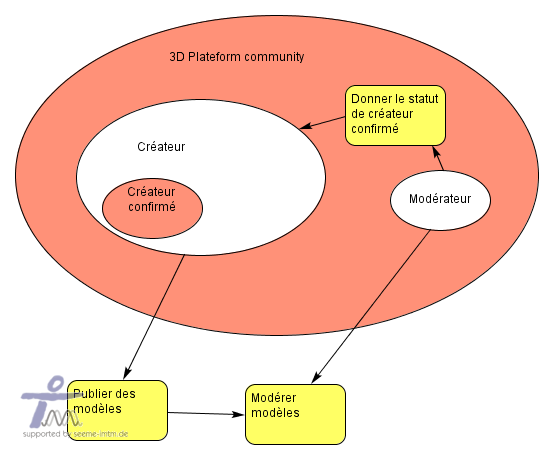 3D Plateform community
Donner le statut
de créateur
confirmé
Créateur
Créateur
confirmé
Modérateur
Publier des
modèles
Modérer
modèles
supported by seeme-imtm.de